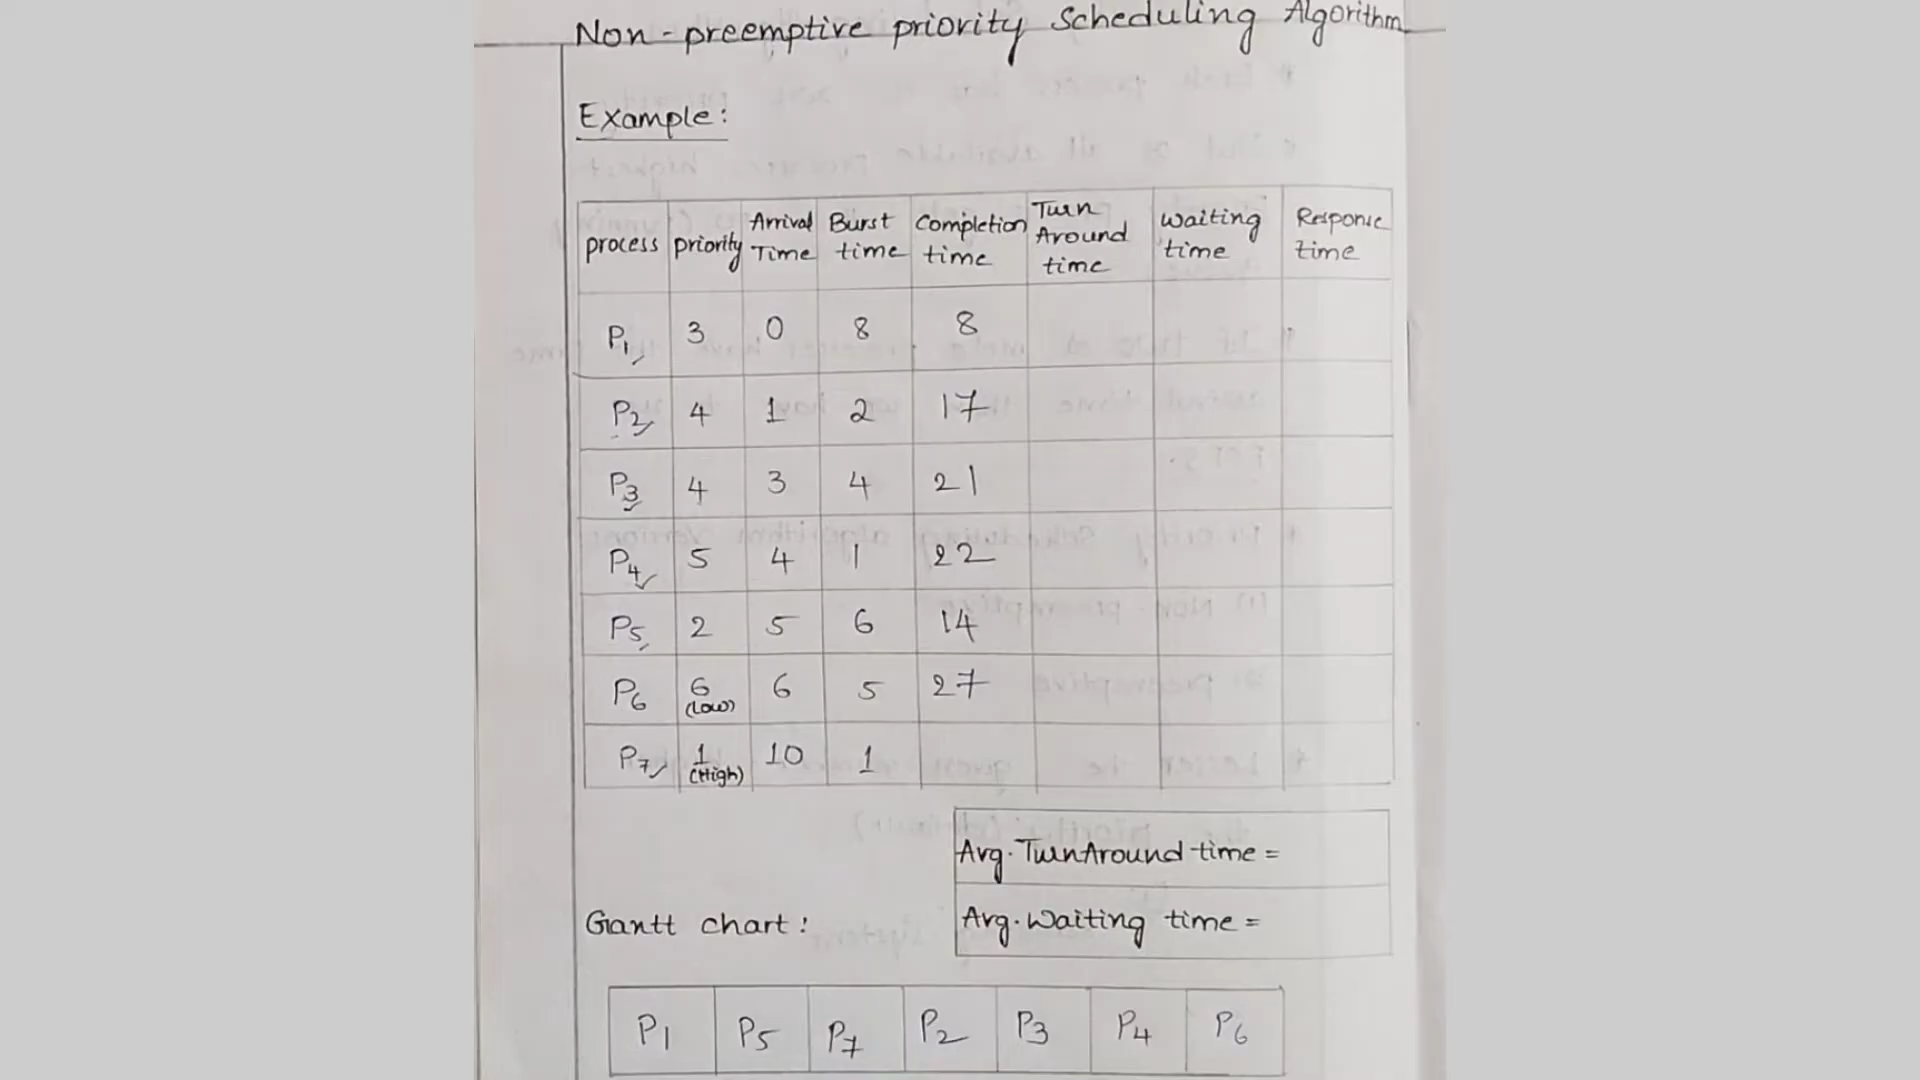 Non-preemptive priority Scheduling Algorithm
Example:
process priority Arrival Time Burst time Completion time Turn Around time Waiting time Response time
P1 3 0 8 8
P2 4 1 2 17
P3 4 3 4 21
P4 5 4 1 22
P5 2 5 6 14
P6 6 (Low) 6 5 27
P7 1 (High) 10 1
Avg. TurnAround time =
Avg. Waiting time =
Gantt chart:
P1 P5 P7 P2 P3 P4 P6